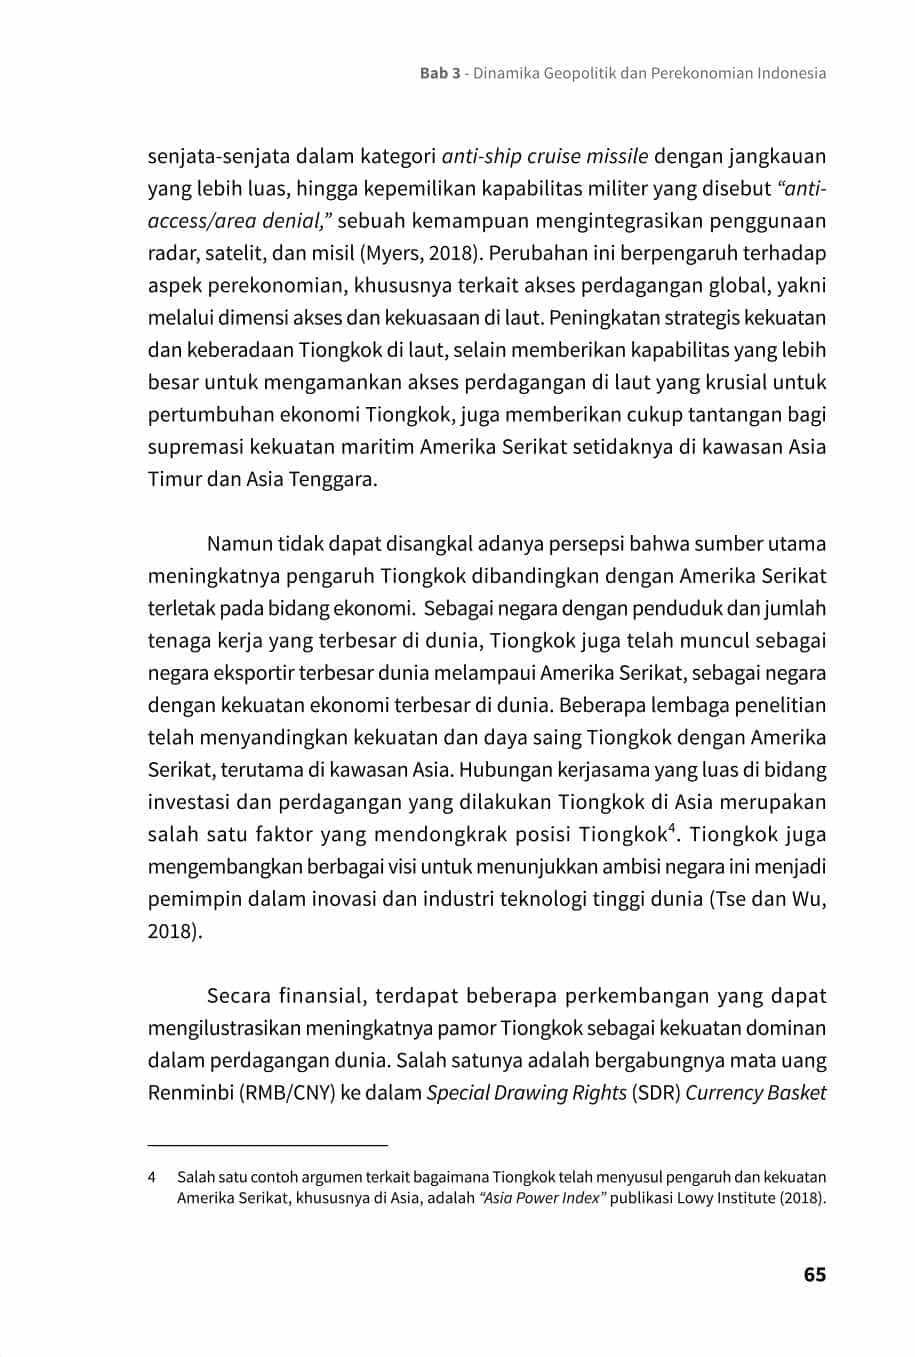 Bab 3 - Dinamika Geopolitik dan Perekonomian Indonesia
senjata-senjata dalam kategori anti-ship cruise missile dengan jangkauan
yang lebih luas, hingga kepemilikan kapabilitas militer yang disebut “anti-
access/area denial,” sebuah kemampuan mengintegrasikan penggunaan
radar, satelit, dan misil (Myers, 2018). Perubahan ini berpengaruh terhadap
aspek perekonomian, khususnya terkait akses perdagangan global, yakni
melalui dimensi akses dan kekuasaan di laut. Peningkatan strategis kekuatan
dan keberadaan Tiongkok di laut, selain memberikan kapabilitas yang lebih
besar untuk mengamankan akses perdagangan di laut yang krusial untuk
pertumbuhan ekonomi Tiongkok, juga memberikan cukup tantangan bagi
supremasi kekuatan maritim Amerika Serikat setidaknya di kawasan Asia
Timur dan Asia Tenggara.
Namun tidak dapat disangkal adanya persepsi bahwa sumber utama
meningkatnya pengaruh Tiongkok dibandingkan dengan Amerika Serikat
terletak pada bidang ekonomi. Sebagai negara dengan penduduk dan jumlah
tenaga kerja yang terbesar di dunia, Tiongkok juga telah muncul sebagai
negara eksportir terbesar dunia melampaui Amerika Serikat, sebagai negara
dengan kekuatan ekonomi terbesar di dunia. Beberapa lembaga penelitian
telah menyandingkan kekuatan dan daya saing Tiongkok dengan Amerika
Serikat, terutama di kawasan Asia. Hubungan kerjasama yang luas di bidang
investasi dan perdagangan yang dilakukan Tiongkok di Asia merupakan
salah satu faktor yang mendongkrak posisi Tiongkok⁴. Tiongkok juga
mengembangkan berbagai visi untuk menunjukkan ambisi negara ini menjadi
pemimpin dalam inovasi dan industri teknologi tinggi dunia (Tse dan Wu,
2018).
Secara finansial, terdapat beberapa perkembangan yang dapat
mengilustrasikan meningkatnya pamor Tiongkok sebagai kekuatan dominan
dalam perdagangan dunia. Salah satunya adalah bergabungnya mata uang
Renminbi (RMB/CNY) ke dalam Special Drawing Rights (SDR) Currency Basket
4 Salah satu contoh argumen terkait bagaimana Tiongkok telah menyusul pengaruh dan kekuatan
Amerika Serikat, khususnya di Asia, adalah “Asia Power Index” publikasi Lowy Institute (2018).
65